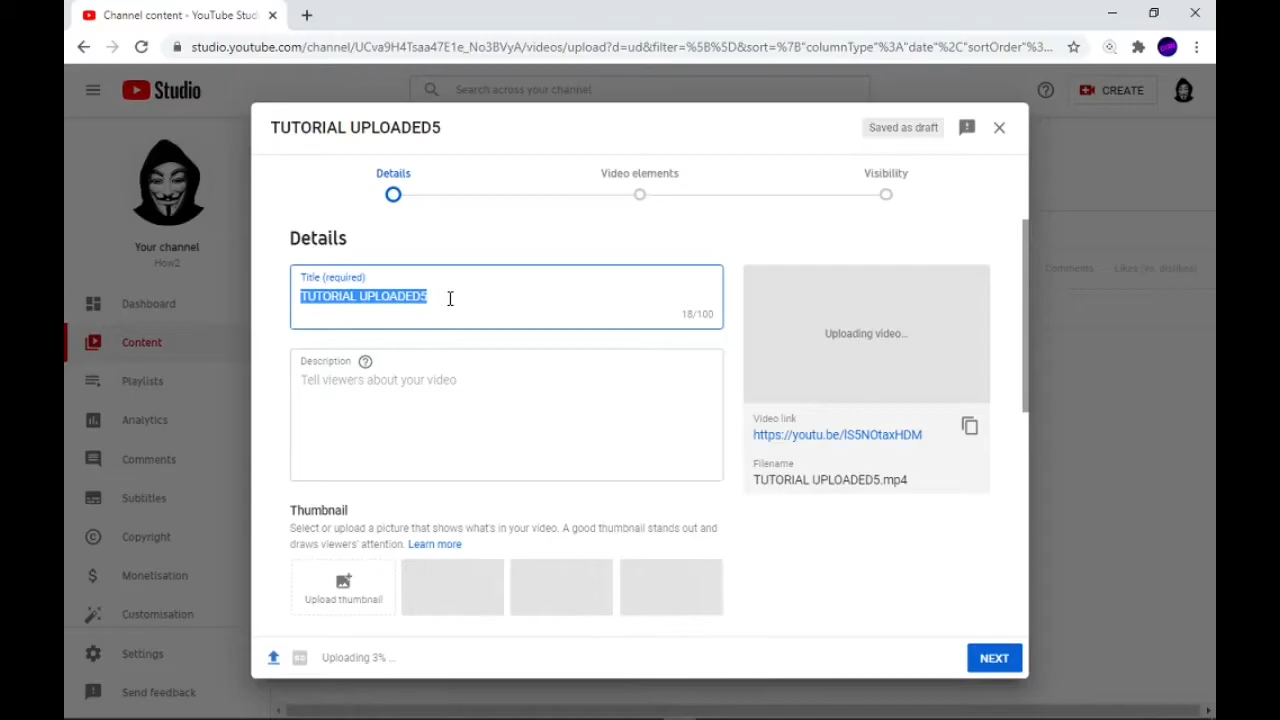 Channel content - YouTube Stud
studio.youtube.com/channel/UCva9H4Tsaa47E1e_No3BVyA/videos/upload?d=ud&filter=%5B%5D&sort=%7B"columnType"%3A"date"%2C"sortOrder"...
Studio
Search across your channel
CREATE
TUTORIAL UPLOADED5
Saved as draft
Details
Video elements
Visibility
Your channel
How2
Dashboard
Content
Playlists
Analytics
Comments
Subtitles
Copyright
Monetisation
Customisation
Settings
Send feedback
Details
Title (required)
TUTORIAL UPLOADED5
18/100
Description
Tell viewers about your video
Thumbnail
Select or upload a picture that shows what's in your video. A good thumbnail stands out and
draws viewers' attention. Learn more
Upload thumbnail
Uploading video...
Video link
https://youtu.be/lS5NOtaxHDM
Filename
TUTORIAL UPLOADED5.mp4
Comments
Likes (vs. dislikes)
SD
Uploading 3% ...
NEXT